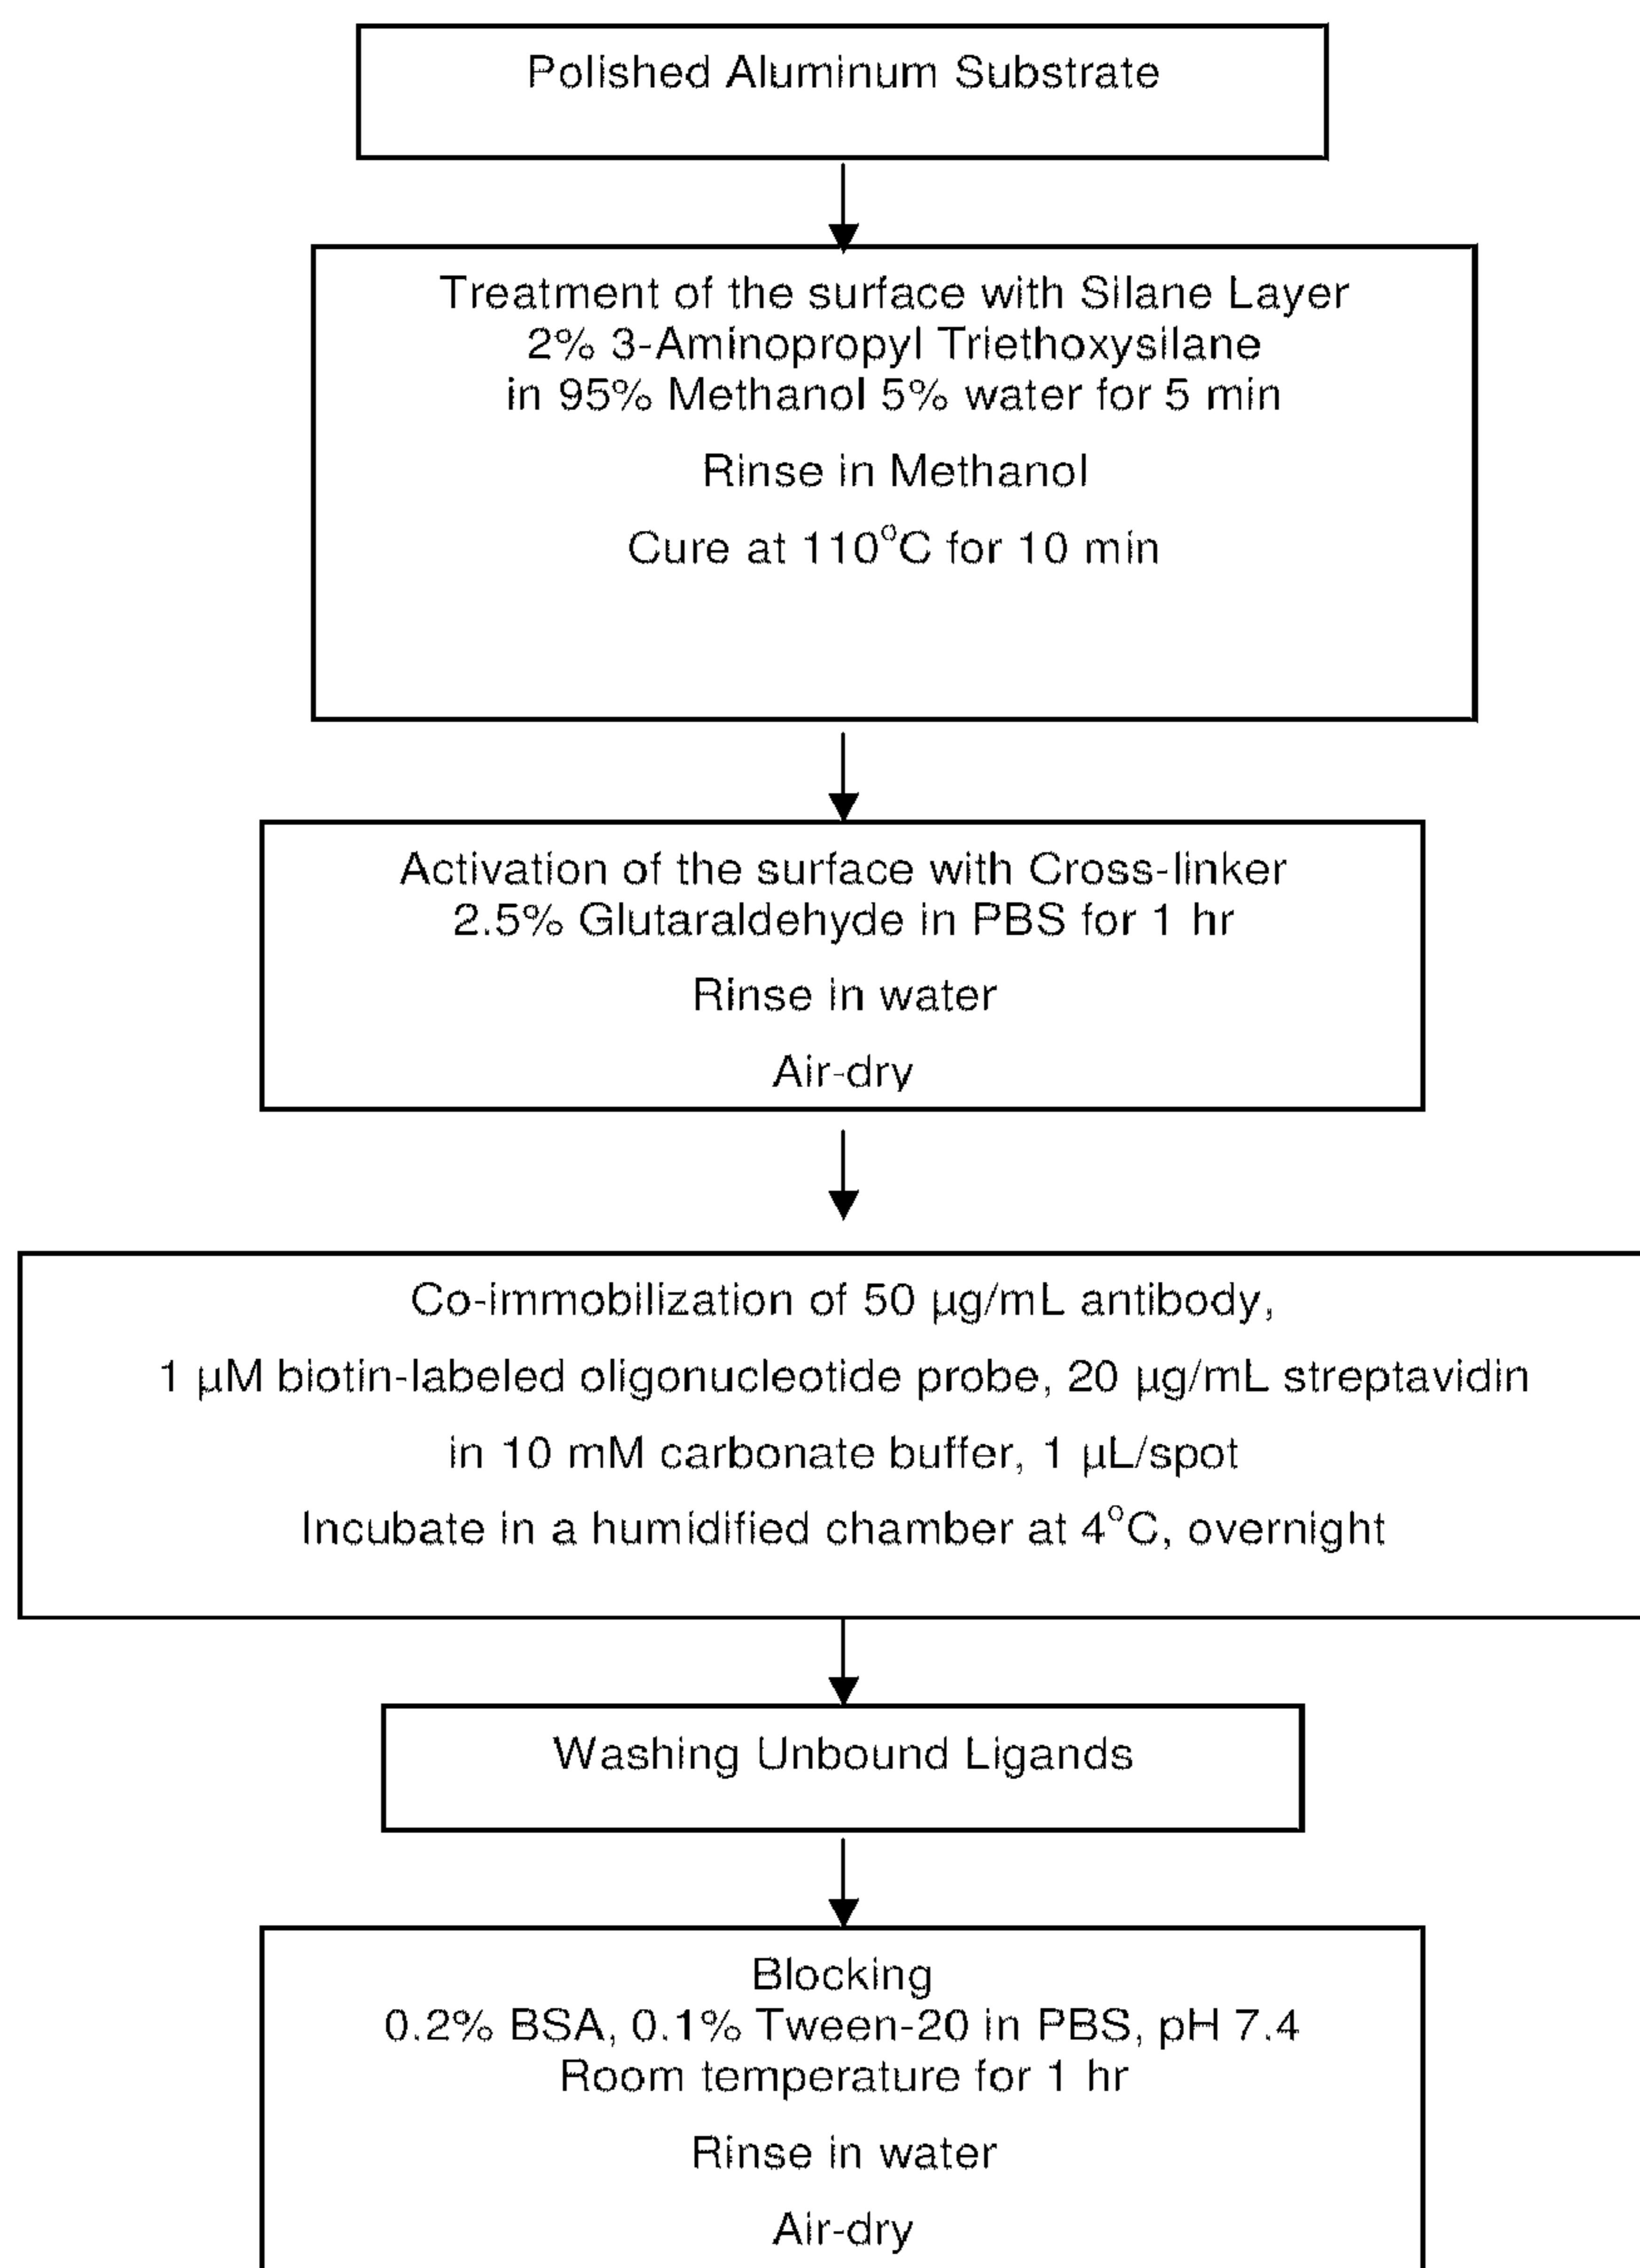 Polished Aluminum Substrate
Treatment of the surface with Silane Layer
2% 3-Aminopropyl Triethoxysilane
in 95% Methanol 5% water for 5 min
Rinse in Methanol
Cure at 110°C for 10 min
Activation of the surface with Cross-linker
2.5% Glutaraldehyde in PBS for 1 hr
Rinse in water
Air-dry
Co-immobilization of 50 µg/mL antibody,
1 µM biotin-labeled oligonucleotide probe, 20 µg/mL streptavidin
in 10 mM carbonate buffer, 1 µL/spot
Incubate in a humidified chamber at 4°C, overnight
Washing Unbound Ligands
Blocking
0.2% BSA, 0.1% Tween-20 in PBS, pH 7.4
Room temperature for 1 hr
Rinse in water
Air-dry